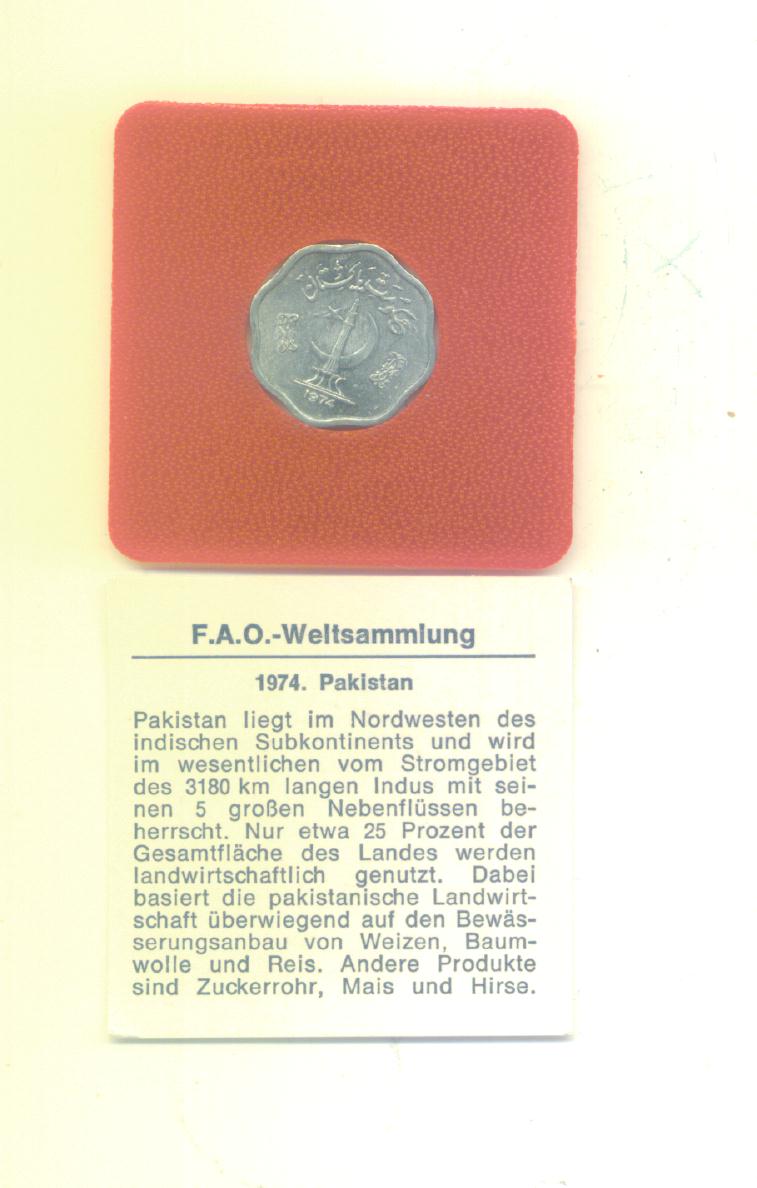 حکومت پاکستان
1974
F.A.O.-Weltsammlung
1974. Pakistan
Pakistan liegt im Nordwesten des
indischen Subkontinents und wird
im wesentlichen vom Stromgebiet
des 3180 km langen Indus mit sei-
nen 5 großen Nebenflüssen be-
herrscht. Nur etwa 25 Prozent der
Gesamtfläche des Landes werden
landwirtschaftlich genutzt. Dabei
basiert die pakistanische Landwirt-
schaft überwiegend auf den Bewäs-
serungsanbau von Weizen, Baum-
wolle und Reis. Andere Produkte
sind Zuckerrohr, Mais und Hirse.